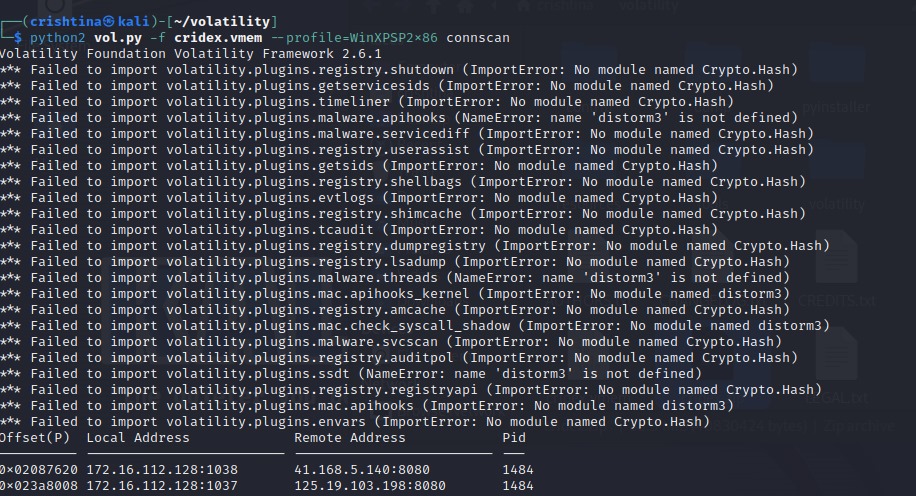 ┌──(crishtina㉿kali)-[~/volatility]
└─$ python2 vol.py -f cridex.vmem --profile=WinXPSP2×86 connscan
Volatility Foundation Volatility Framework 2.6.1
*** Failed to import volatility.plugins.registry.shutdown (ImportError: No module named Crypto.Hash)
*** Failed to import volatility.plugins.getservicesids (ImportError: No module named Crypto.Hash)
*** Failed to import volatility.plugins.timeliner (ImportError: No module named Crypto.Hash)
*** Failed to import volatility.plugins.malware.apihooks (NameError: name 'distorm3' is not defined)
*** Failed to import volatility.plugins.malware.servicediff (ImportError: No module named Crypto.Hash)
*** Failed to import volatility.plugins.registry.userassist (ImportError: No module named Crypto.Hash)
*** Failed to import volatility.plugins.getsids (ImportError: No module named Crypto.Hash)
*** Failed to import volatility.plugins.registry.shellbags (ImportError: No module named Crypto.Hash)
*** Failed to import volatility.plugins.evtlogs (ImportError: No module named Crypto.Hash)
*** Failed to import volatility.plugins.registry.shimcache (ImportError: No module named Crypto.Hash)
*** Failed to import volatility.plugins.tcaudit (ImportError: No module named Crypto.Hash)
*** Failed to import volatility.plugins.registry.dumpregistry (ImportError: No module named Crypto.Hash)
*** Failed to import volatility.plugins.registry.lsadump (ImportError: No module named Crypto.Hash)
*** Failed to import volatility.plugins.malware.threads (NameError: name 'distorm3' is not defined)
*** Failed to import volatility.plugins.mac.apihooks_kernel (ImportError: No module named distorm3)
*** Failed to import volatility.plugins.registry.amcache (ImportError: No module named Crypto.Hash)
*** Failed to import volatility.plugins.mac.check_syscall_shadow (ImportError: No module named distorm3)
*** Failed to import volatility.plugins.malware.svcscan (ImportError: No module named Crypto.Hash)
*** Failed to import volatility.plugins.registry.auditpol (ImportError: No module named Crypto.Hash)
*** Failed to import volatility.plugins.ssdt (NameError: name 'distorm3' is not defined)
*** Failed to import volatility.plugins.registry.registryapi (ImportError: No module named Crypto.Hash)
*** Failed to import volatility.plugins.mac.apihooks (ImportError: No module named distorm3)
*** Failed to import volatility.plugins.envars (ImportError: No module named Crypto.Hash)
Offset(P) Local Address Remote Address Pid
0×02087620 172.16.112.128:1038 41.168.5.140:8080 1484
0×023a8008 172.16.112.128:1037 125.19.103.198:8080 1484
crishtina
pyinstaller
volatility
CREDITS.txt
LEGAL.txt